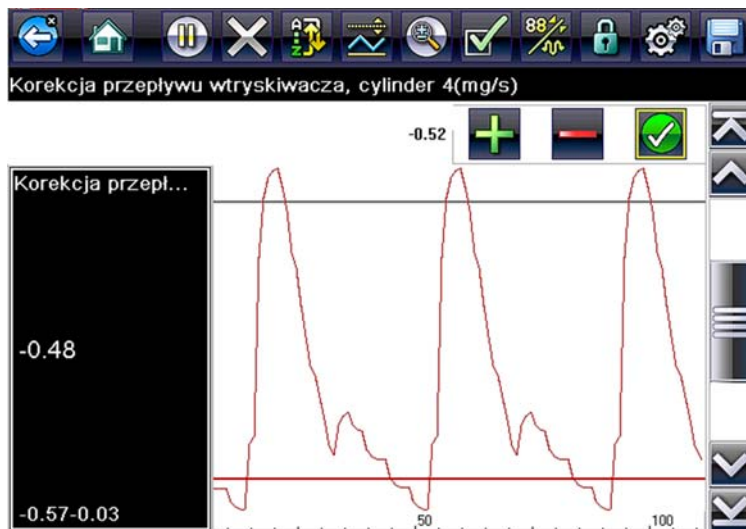 A
Z
88
Korekcja przepływu wtryskiwacza, cylinder 4(mg/s)
-0.52
Korekcja przepł...
-0.48
-0.57-0.03
50
100